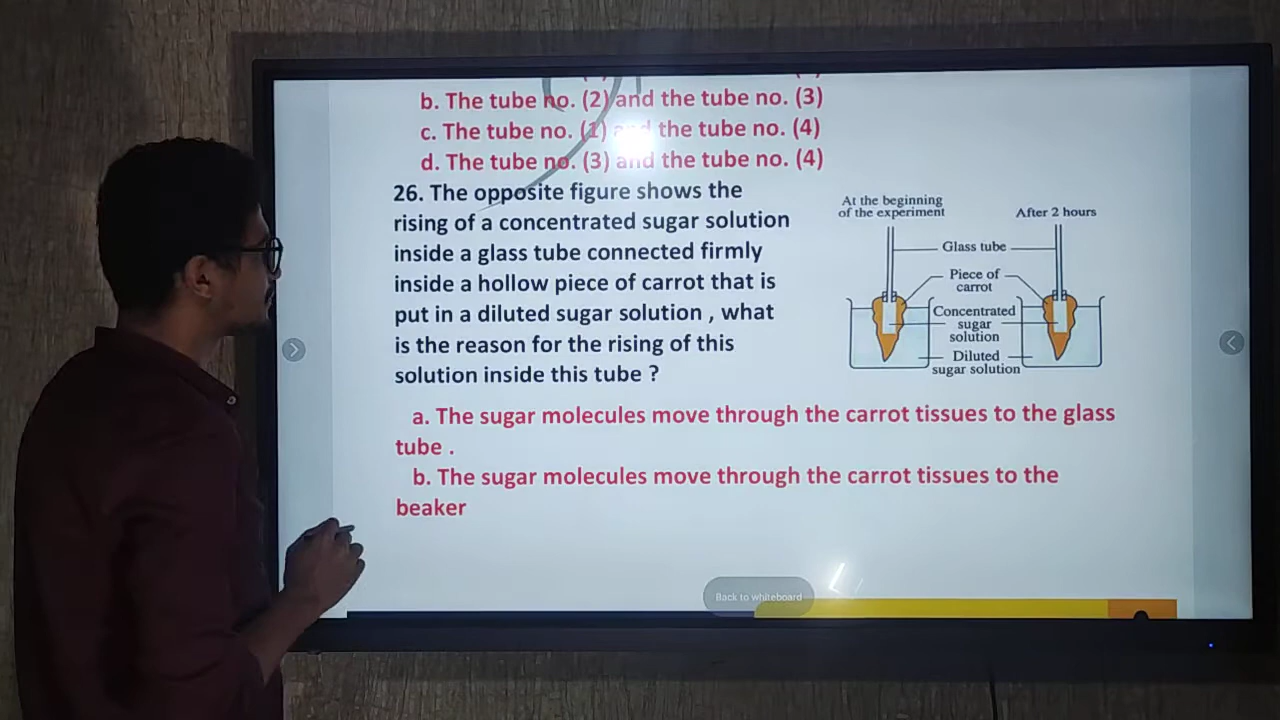 b. The tube no. (2) and the tube no. (3)
c. The tube no. (1) and the tube no. (4)
d. The tube no. (3) and the tube no. (4)
26. The opposite figure shows the
rising of a concentrated sugar solution
inside a glass tube connected firmly
inside a hollow piece of carrot that is
put in a diluted sugar solution , what
is the reason for the rising of this
solution inside this tube ?
At the beginning
of the experiment
After 2 hours
Glass tube
Piece of
carrot
Concentrated
sugar
solution
Diluted
sugar solution
a. The sugar molecules move through the carrot tissues to the glass
tube .
b. The sugar molecules move through the carrot tissues to the
beaker
Back to whiteboard